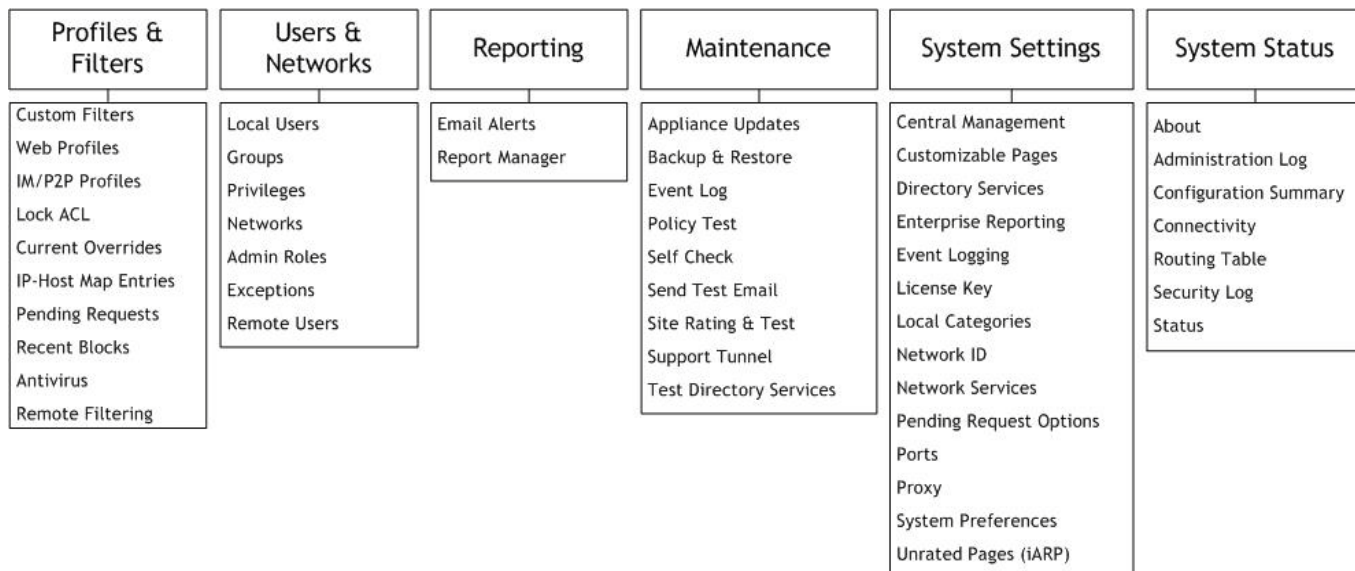 Profiles &
Filters
Custom Filters
Web Profiles
IM/P2P Profiles
Lock ACL
Current Overrides
IP-Host Map Entries
Pending Requests
Recent Blocks
Antivirus
Remote Filtering
Users &
Networks
Local Users
Groups
Privileges
Networks
Admin Roles
Exceptions
Remote Users
Reporting
Email Alerts
Report Manager
Maintenance
Appliance Updates
Backup & Restore
Event Log
Policy Test
Self Check
Send Test Email
Site Rating & Test
Support Tunnel
Test Directory Services
System Settings
Central Management
Customizable Pages
Directory Services
Enterprise Reporting
Event Logging
License Key
Local Categories
Network ID
Network Services
Pending Request Options
Ports
Proxy
System Preferences
Unrated Pages (iARP)
System Status
About
Administration Log
Configuration Summary
Connectivity
Routing Table
Security Log
Status